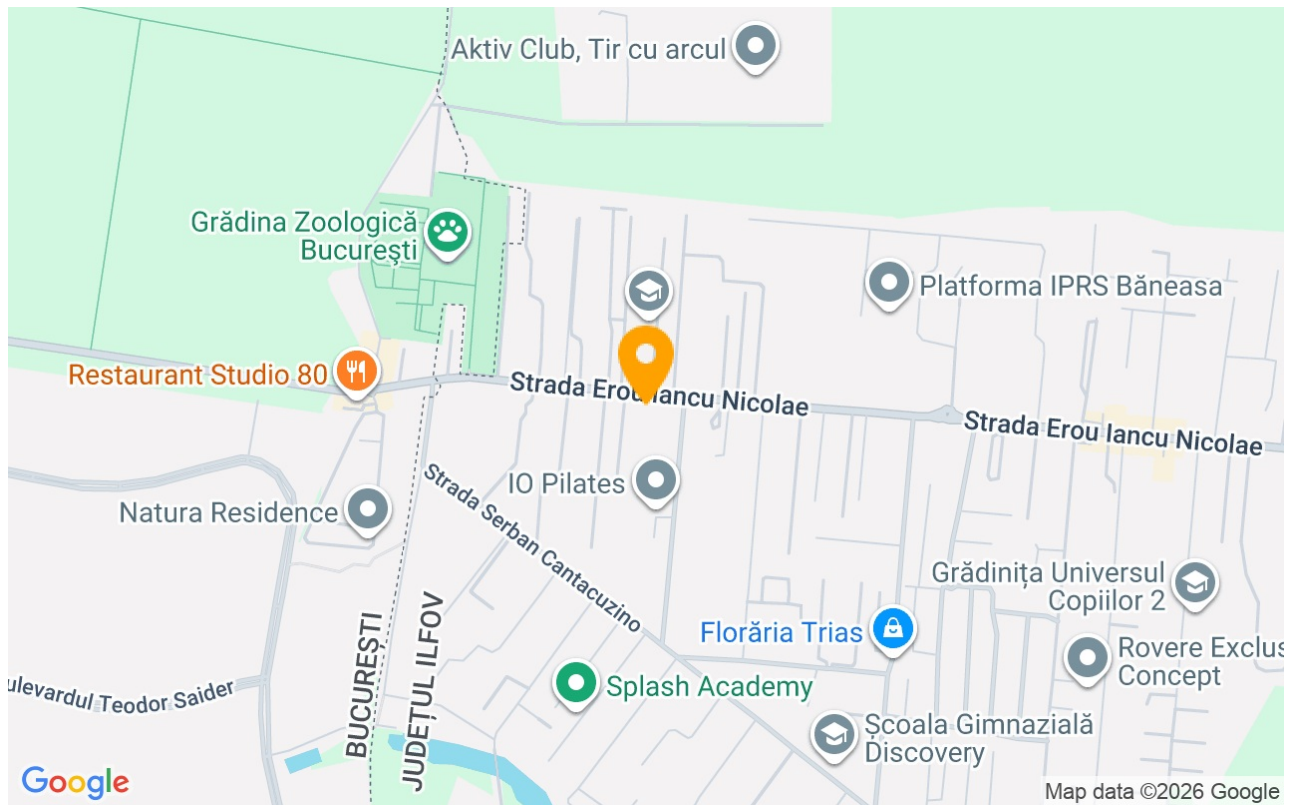 Aktiv Club, Tir cu arcul
Grădina Zoologică
București
Platforma IPRS Băneasa
Restaurant Studio 80
Strada Erou Iancu Nicolae
Strada Erou Iancu Nicolae
IO Pilates
Strada Serban Cantacuzino
Natura Residence
Grădinița Universul
Copiilor 2
BUCUREȘTI
JUDEȚUL ILFOV
Florăria Trias
Rovere Exclus
Concept
ulevardul Teodor Saider
Splash Academy
Școala Gimnazială
Discovery
Google
Map data ©2026 Google